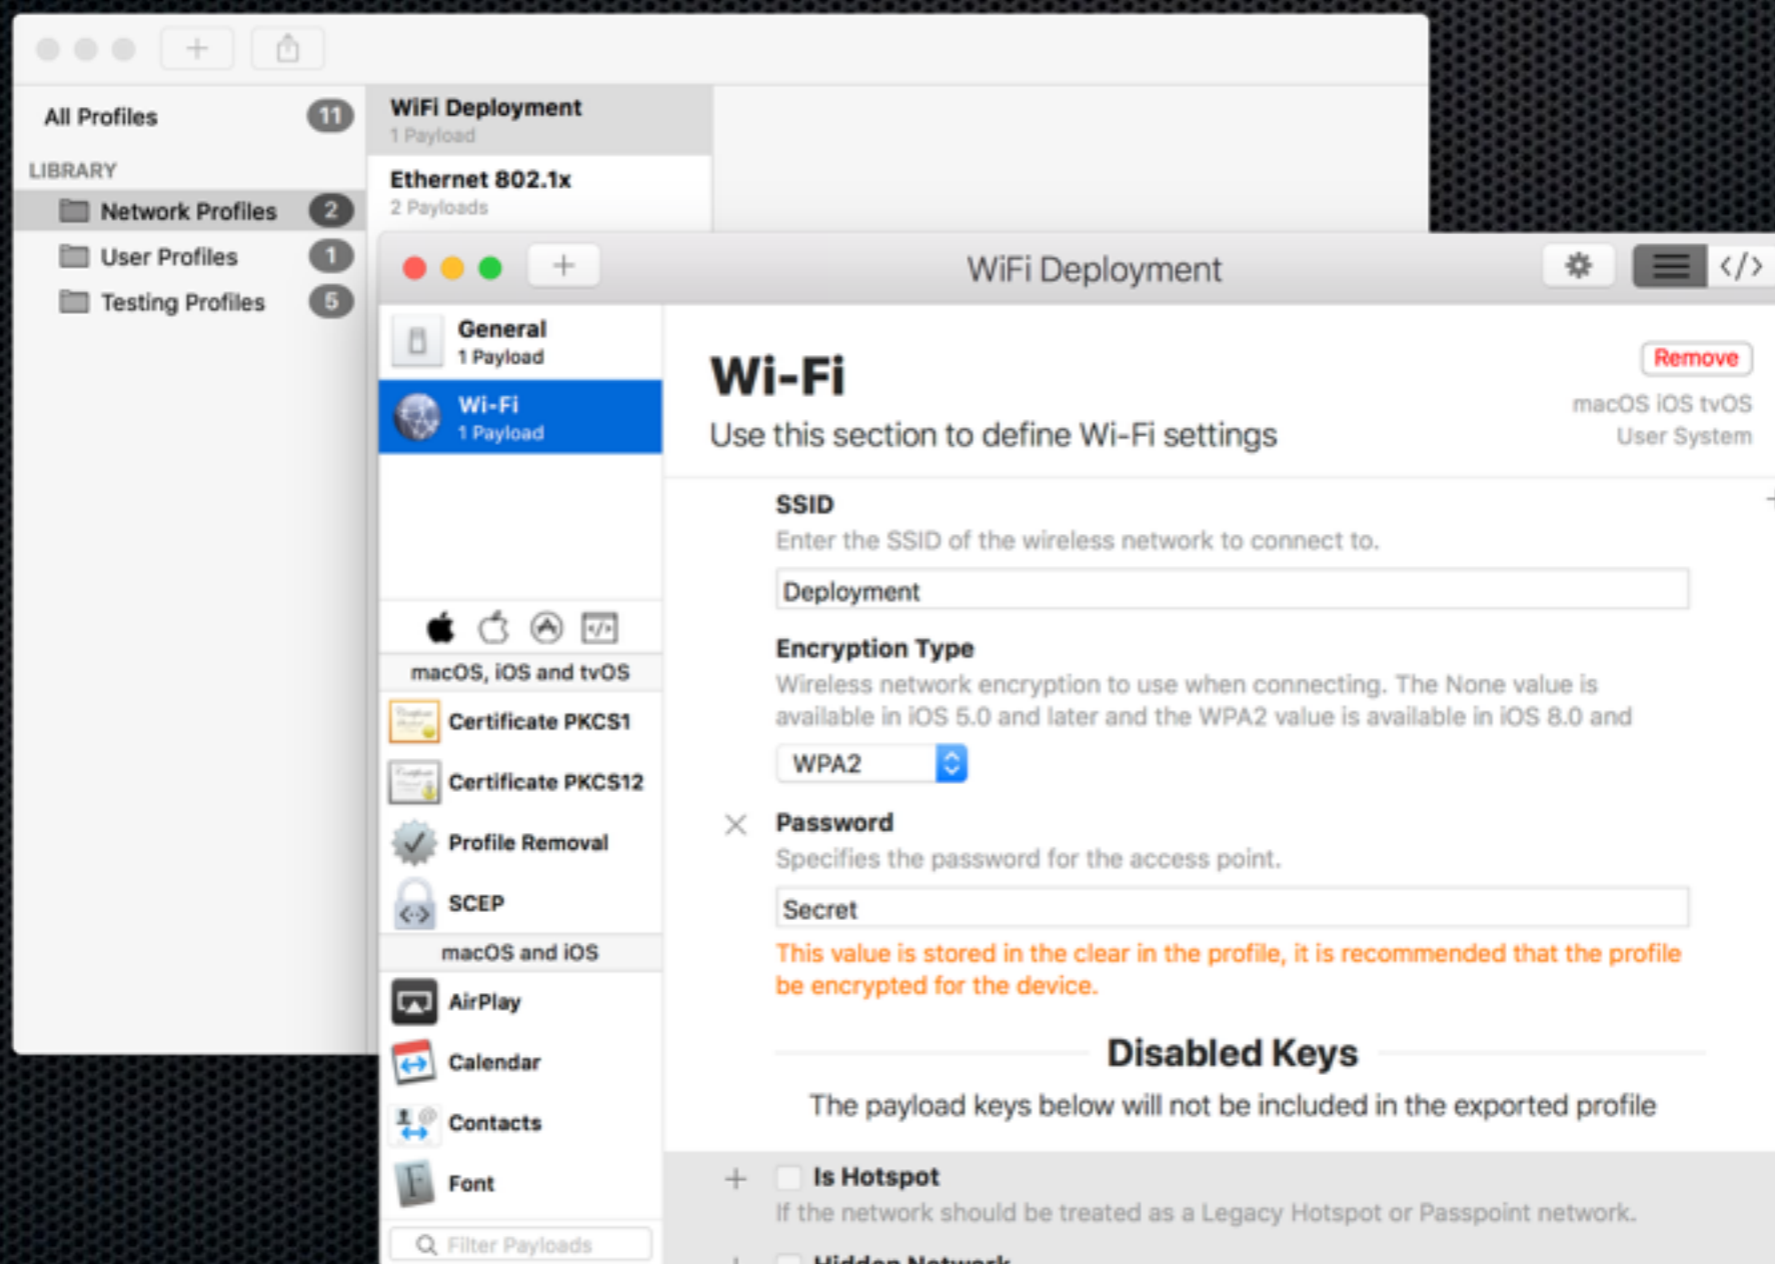 All Profiles 11
LIBRARY
Network Profiles 2
User Profiles 1
Testing Profiles 5
WiFi Deployment
1 Payload
Ethernet 802.1x
2 Payloads
WiFi Deployment
</>
General
1 Payload
Wi-Fi
1 Payload
macOS, iOS and tvOS
Certificate PKCS1
Certificate PKCS12
Profile Removal
SCEP
macOS and iOS
AirPlay
Calendar
Contacts
Font
Filter Payloads
Wi-Fi
Remove
Use this section to define Wi-Fi settings
macOS iOS tvOS
User System
SSID
Enter the SSID of the wireless network to connect to.
Deployment
Encryption Type
Wireless network encryption to use when connecting. The None value is
available in iOS 5.0 and later and the WPA2 value is available in iOS 8.0 and
WPA2
Password
Specifies the password for the access point.
Secret
This value is stored in the clear in the profile, it is recommended that the profile
be encrypted for the device.
Disabled Keys
The payload keys below will not be included in the exported profile
Is Hotspot
If the network should be treated as a Legacy Hotspot or Passpoint network.
Hidden Network